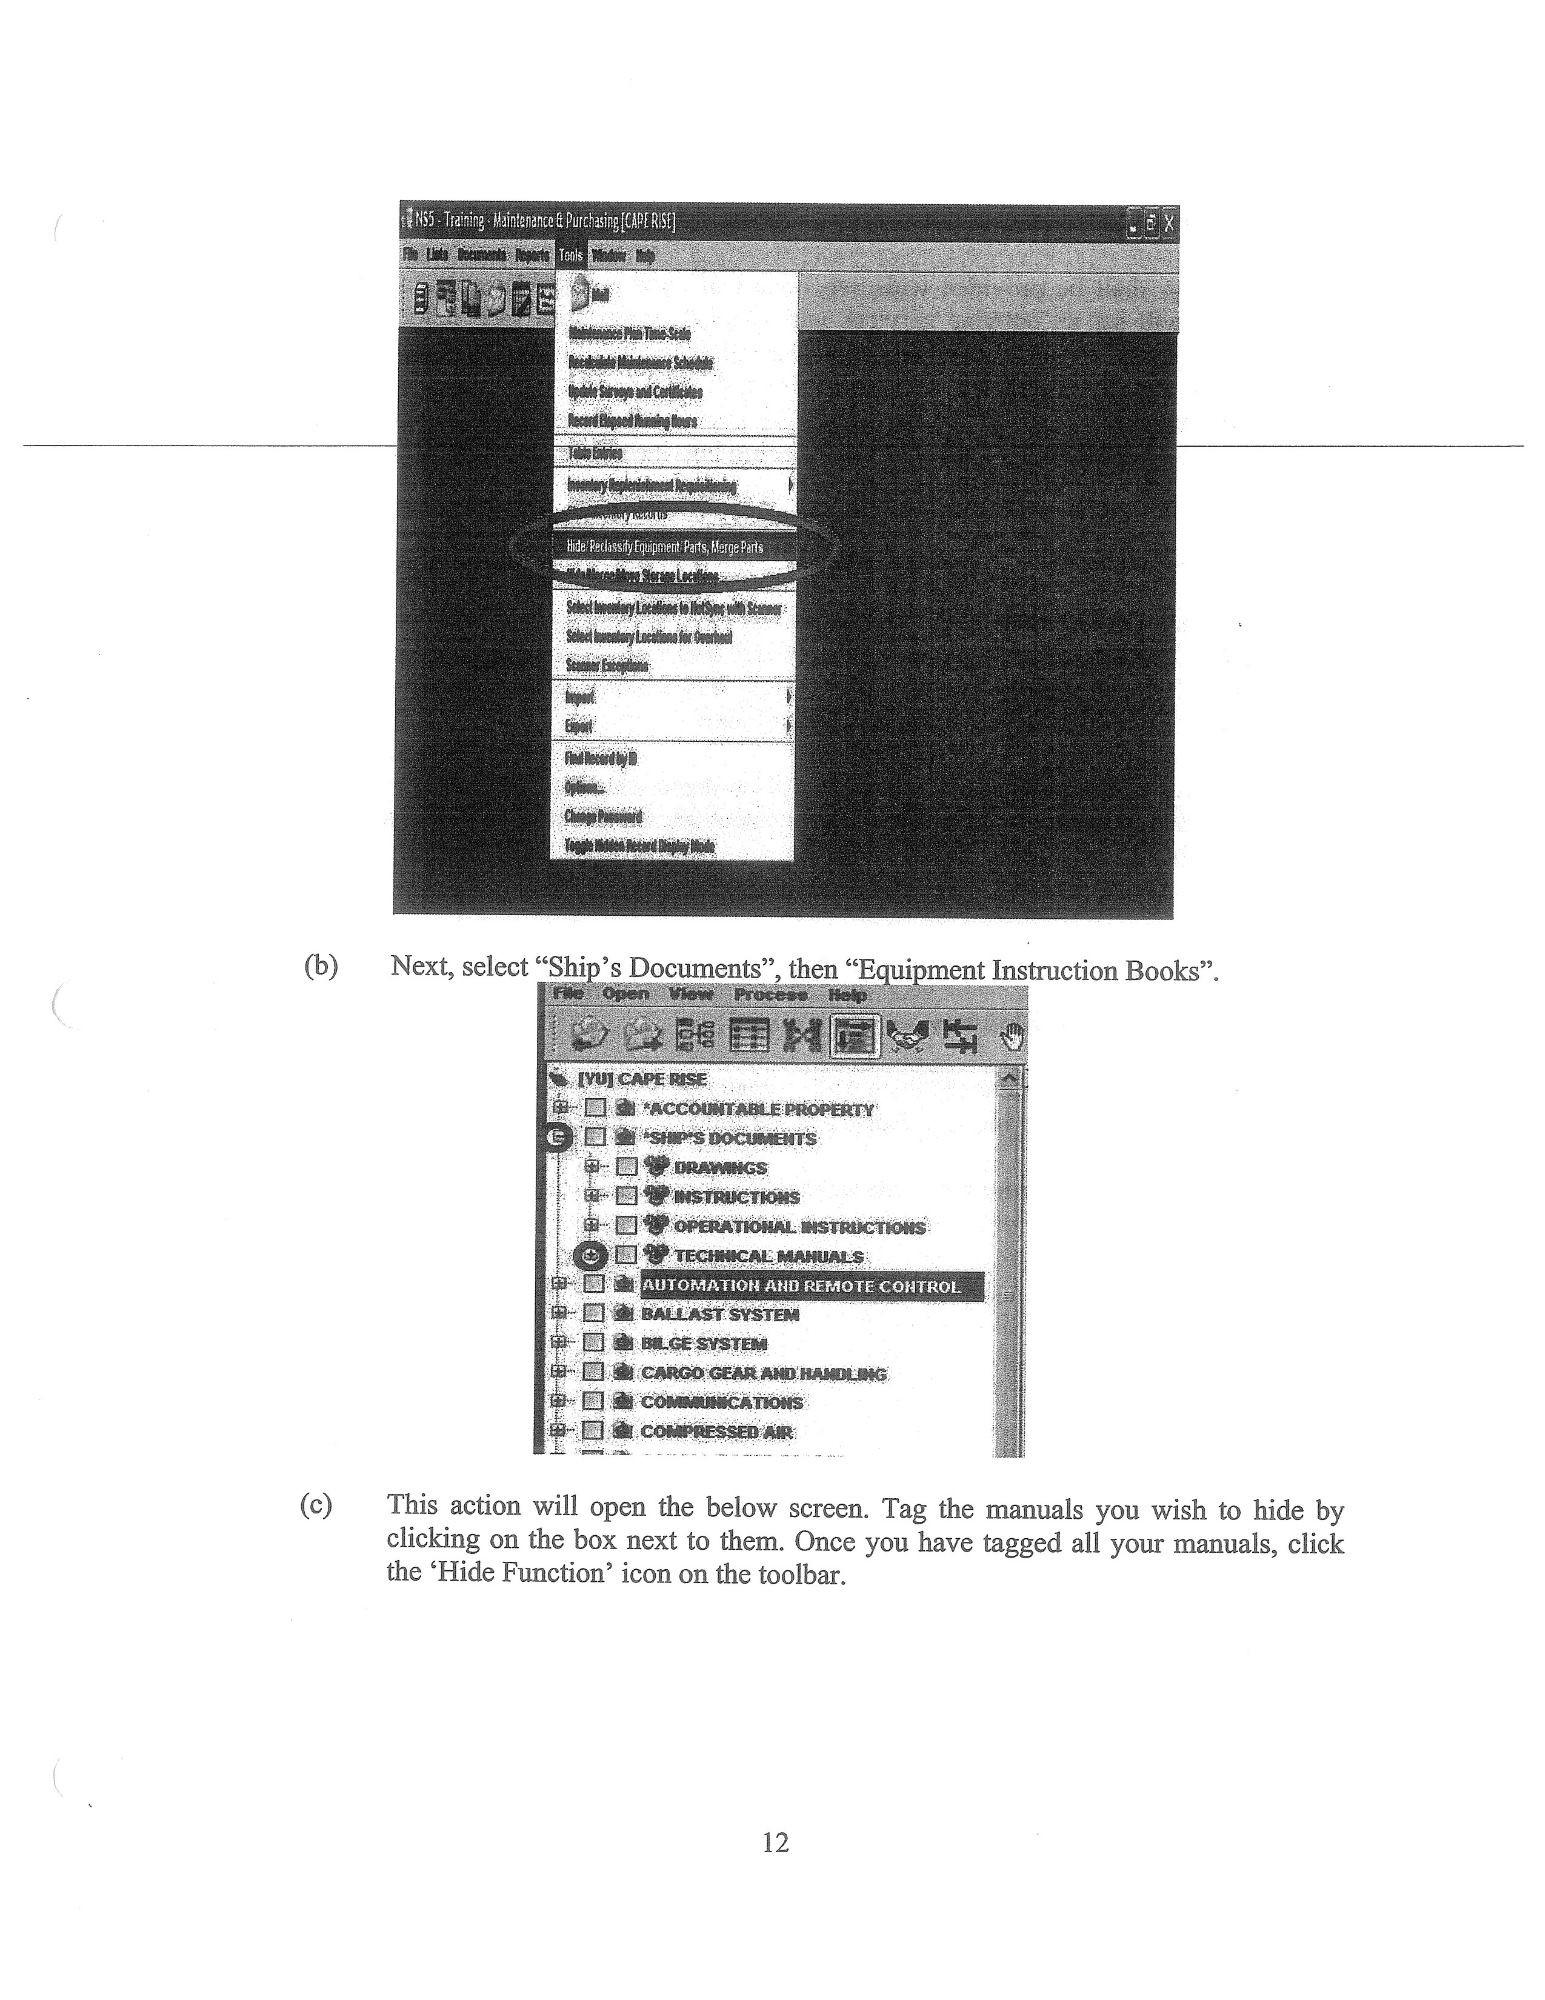 NS5 - Training - Maintenance & Purchasing [CAPE RISE]
File Lists Documents Reports Tools Window Help
Mail
Maintenance Plan Time-Scale
Recalculate Maintenance Schedule
Update Surveys and Certificates
Record Elapsed Running Hours
Table Entries
Inventory Replenishment Requisitioning
Hide/Reclassify Equipment/Parts, Merge Parts
Storage Locations
Select Inventory Locations to HotSync with Scanner
Select Inventory Locations for Overhaul
Scanner Exceptions
Import
Export
Find Record by ID
Options...
Change Password
Toggle Hidden Record Display Mode
(b) Next, select “Ship’s Documents”, then “Equipment Instruction Books”.
File Open View Process Help
[YU] CAPE RISE
*ACCOUNTABLE PROPERTY
*SHIP'S DOCUMENTS
DRAWINGS
INSTRUCTIONS
OPERATIONAL INSTRUCTIONS
TECHNICAL MANUALS
AUTOMATION AND REMOTE CONTROL
BALLAST SYSTEM
BILGE SYSTEM
CARGO GEAR AND HANDLING
COMMUNICATIONS
COMPRESSED AIR
(c) This action will open the below screen. Tag the manuals you wish to hide by
clicking on the box next to them. Once you have tagged all your manuals, click
the ‘Hide Function’ icon on the toolbar.
12